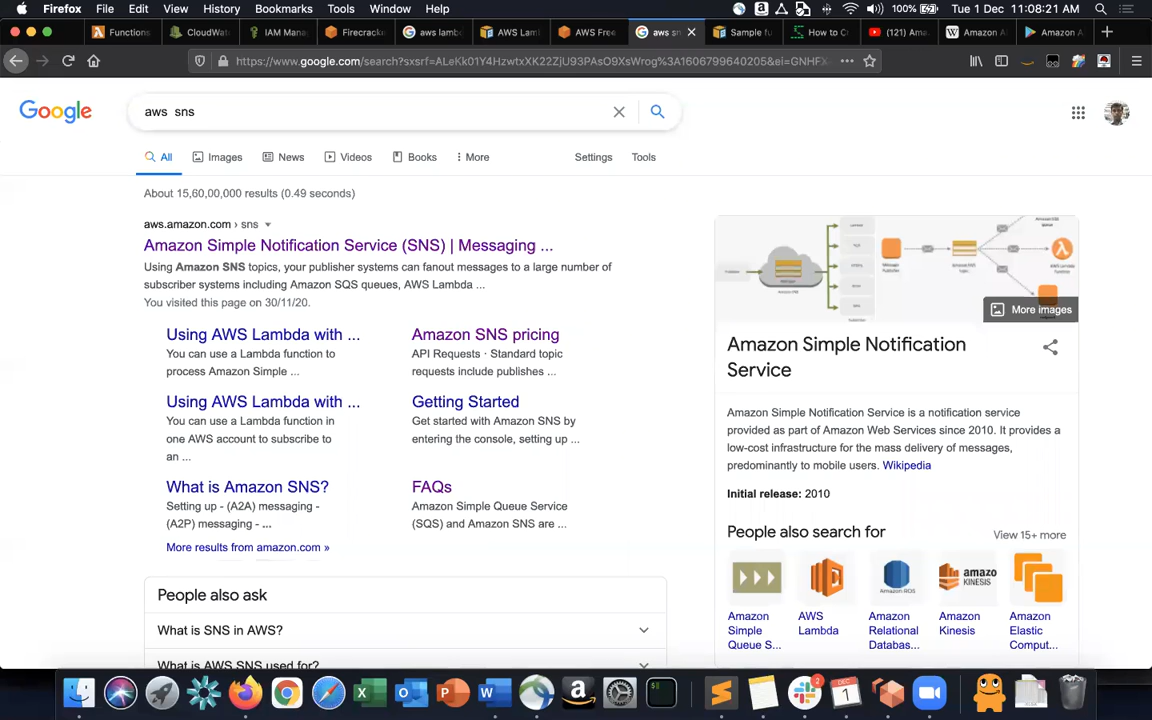 Firefox File Edit View History Bookmarks Tools Window Help 100% Tue 1 Dec 11:08:21 AM
Functions CloudWat IAM Mana Firecrack aws lambd AWS Lam AWS Free aws sn Sample fu How to Cr (121) Ama Amazon A Amazon A
https://www.google.com/search?sxsrf=ALeKk01Y4HzwtxXK22ZjU93PAsO9XsWrog%3A1606799640205&ei=GNHFX
Google
aws sns
All Images News Videos Books More Settings Tools
About 15,60,00,000 results (0.49 seconds)
aws.amazon.com › sns
Amazon Simple Notification Service (SNS) | Messaging ...
Using Amazon SNS topics, your publisher systems can fanout messages to a large number of
subscriber systems including Amazon SQS queues, AWS Lambda ...
You visited this page on 30/11/20.
Using AWS Lambda with ...
You can use a Lambda function to
process Amazon Simple ...
Amazon SNS pricing
API Requests · Standard topic
requests include publishes ...
Using AWS Lambda with ...
You can use a Lambda function in
one AWS account to subscribe to
an ...
Getting Started
Get started with Amazon SNS by
entering the console, setting up ...
What is Amazon SNS?
Setting up - (A2A) messaging -
(A2P) messaging - ...
FAQs
Amazon Simple Queue Service
(SQS) and Amazon SNS are ...
More results from amazon.com »
People also ask
What is SNS in AWS?
What is AWS SNS used for?
More images
Amazon Simple Notification
Service
Amazon Simple Notification Service is a notification service
provided as part of Amazon Web Services since 2010. It provides a
low-cost infrastructure for the mass delivery of messages,
predominantly to mobile users. Wikipedia
Initial release: 2010
People also search for
View 15+ more
amazo
KINESIS
Amazon
Simple
Queue S...
AWS
Lambda
Amazon
Relational
Databas...
Amazon
Kinesis
Amazon
Elastic
Comput...